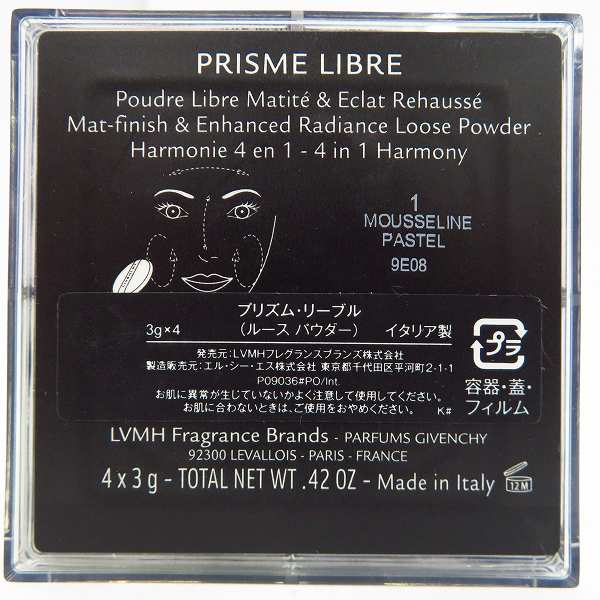 PRISME LIBRE
Poudre Libre Matité & Eclat Rehaussé
Mat-finish & Enhanced Radiance Loose Powder
Harmonie 4 en 1 - 4 in 1 Harmony
1
MOUSSELINE
PASTEL
9E08
プリズム・リーブル
3g×4 （ルース パウダー） イタリア製
発売元：LVMHフレグランスブランズ株式会社
製造販売元：エル・シー・エス株式会社 東京都千代田区平河町2-1-1
P09036#PO/Int.
お肌に異常が生じていないかよく注意して使用してください。
お肌に合わないときは、ご使用をおやめください。 K#
プラ
容器・蓋・
フィルム
LVMH Fragrance Brands - PARFUMS GIVENCHY
92300 LEVALLOIS - PARIS - FRANCE
4 x 3 g - TOTAL NET WT .42 OZ - Made in Italy 12M